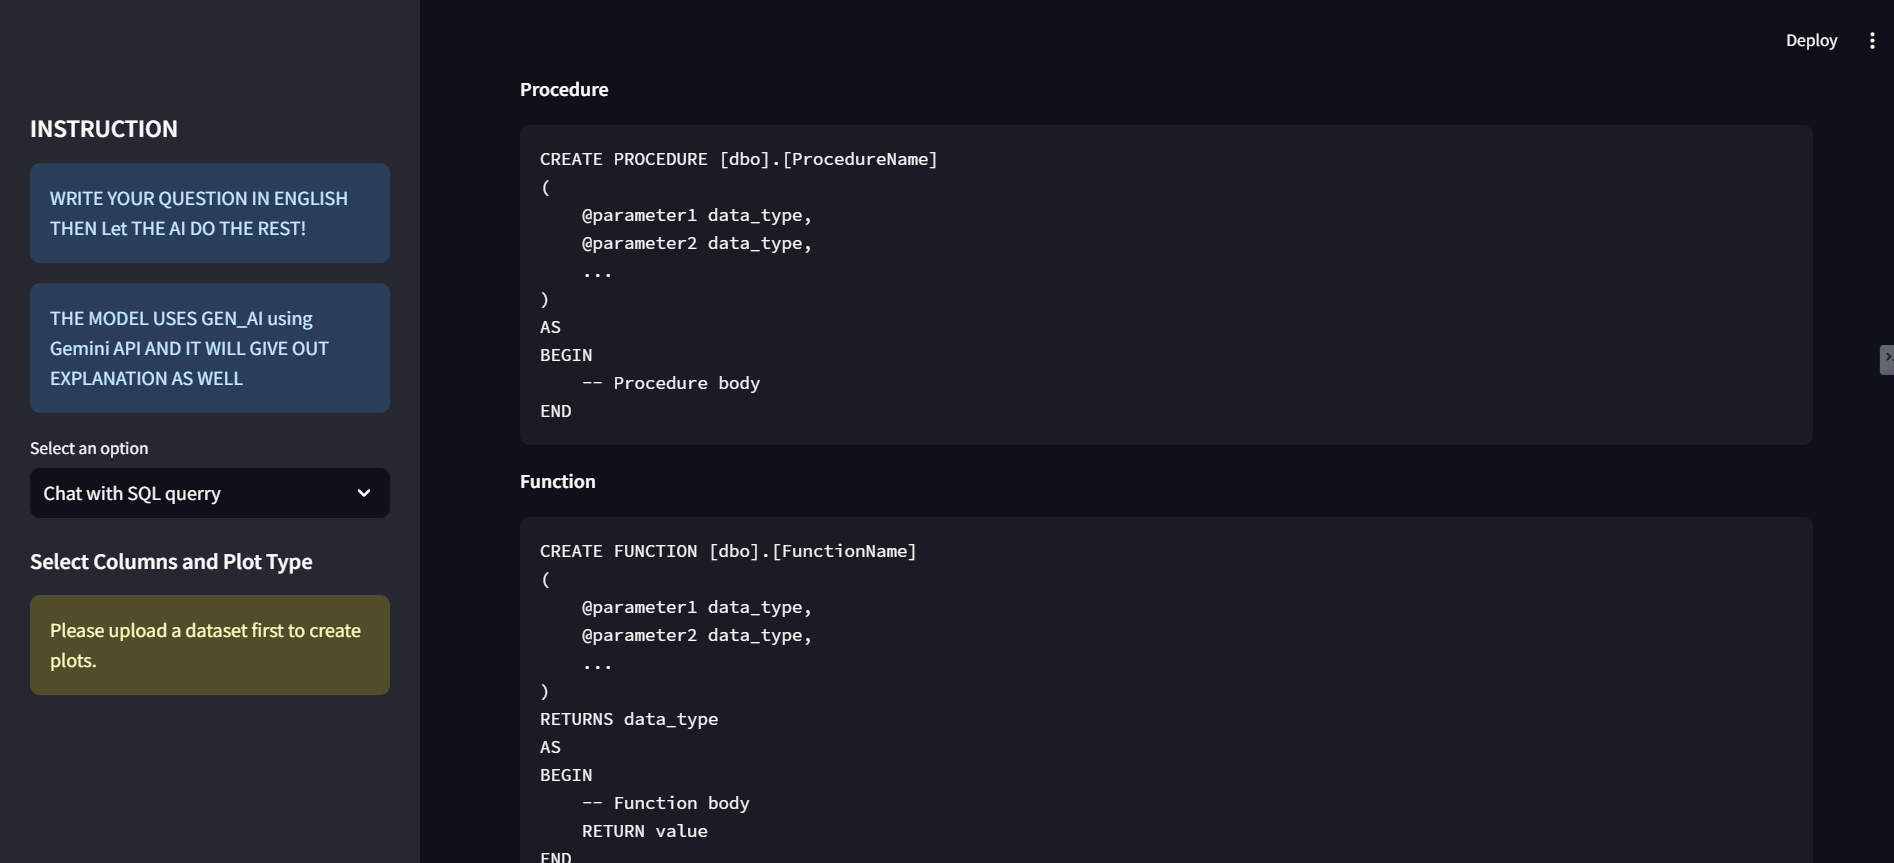 Deploy
INSTRUCTION
WRITE YOUR QUESTION IN ENGLISH
THEN Let THE AI DO THE REST!
THE MODEL USES GEN_AI using
Gemini API AND IT WILL GIVE OUT
EXPLANATION AS WELL
Select an option
Chat with SQL querry
Select Columns and Plot Type
Please upload a dataset first to create
plots.
Procedure
CREATE PROCEDURE [dbo].[ProcedureName]
(
    @parameter1 data_type,
    @parameter2 data_type,
    ...
)
AS
BEGIN
    -- Procedure body
END
Function
CREATE FUNCTION [dbo].[FunctionName]
(
    @parameter1 data_type,
    @parameter2 data_type,
    ...
)
RETURNS data_type
AS
BEGIN
    -- Function body
    RETURN value
END